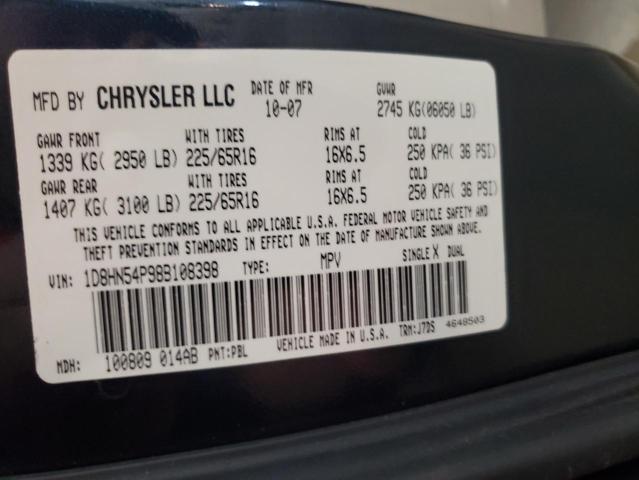 MFD BY CHRYSLER LLC DATE OF MFR 10-07 GVWR 2745 KG(06050 LB)
GAWR FRONT WITH TIRES RIMS AT COLD
1339 KG( 2950 LB) 225/65R16 16X6.5 250 KPA( 36 PSI)
GAWR REAR WITH TIRES RIMS AT COLD
1407 KG( 3100 LB) 225/65R16 16X6.5 250 KPA( 36 PSI)
THIS VEHICLE CONFORMS TO ALL APPLICABLE U.S.A. FEDERAL MOTOR VEHICLE SAFETY AND
THEFT PREVENTION STANDARDS IN EFFECT ON THE DATE OF MANUFACTURE SHOWN ABOVE.
VIN: 1D8HN54P98B108398 TYPE: MPV SINGLE X DUAL
MDH: 100809 014AB PNT:PBL VEHICLE MADE IN U.S.A. TRM:J7DS 4648503